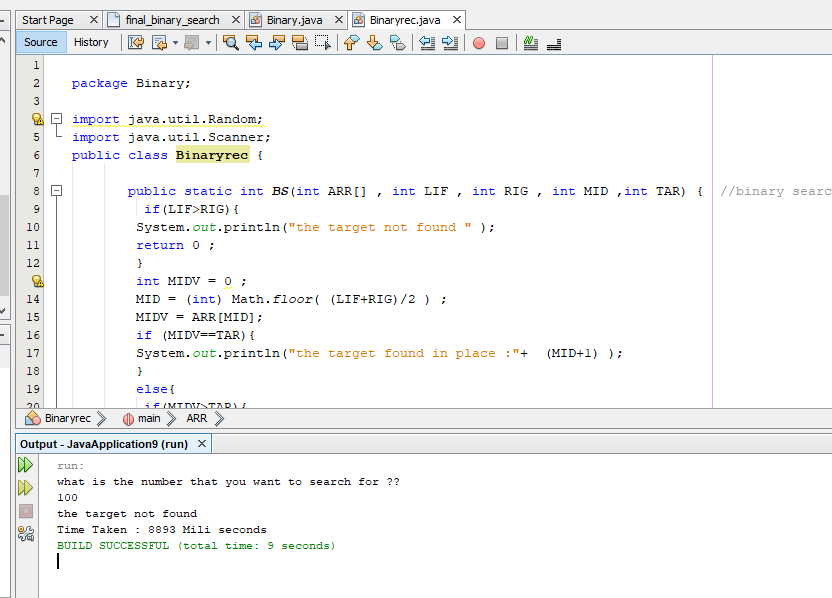 Start Page final_binary_search Binary.java Binaryrec.java
Source History
1
2 package Binary;
3
import java.util.Random;
5 import java.util.Scanner;
6 public class Binaryrec {
7
8 public static int BS(int ARR[] , int LIF , int RIG , int MID ,int TAR) { //binary searc
9 if(LIF>RIG){
10 System.out.println("the target not found " );
11 return 0 ;
12 }
int MIDV = 0 ;
14 MID = (int) Math.floor( (LIF+RIG)/2 ) ;
15 MIDV = ARR[MID];
16 if (MIDV==TAR){
17 System.out.println("the target found in place :"+ (MID+1) );
18 }
19 else{
20 if(MIDV>TAR){
Binaryrec main ARR
Output - JavaApplication9 (run)
run:
what is the number that you want to search for ??
100
the target not found
Time Taken : 8893 Mili seconds
BUILD SUCCESSFUL (total time: 9 seconds)